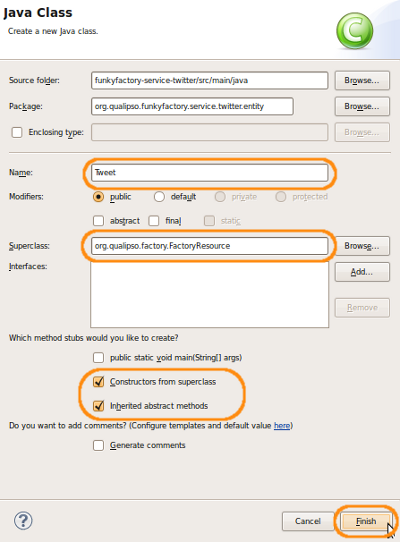 Java Class
Create a new Java class.
C
Source folder: funkyfactory-service-twitter/src/main/java Browse...
Package: org.qualipso.funkyfactory.service.twitter.entity Browse...
Enclosing type: Browse...
Name: Tweet
Modifiers: public default private protected
abstract final static
Superclass: org.qualipso.factory.FactoryResource Browse...
Interfaces: Add...
Remove
Which method stubs would you like to create?
public static void main(String[] args)
Constructors from superclass
Inherited abstract methods
Do you want to add comments? (Configure templates and default value here)
Generate comments
? Cancel Finish